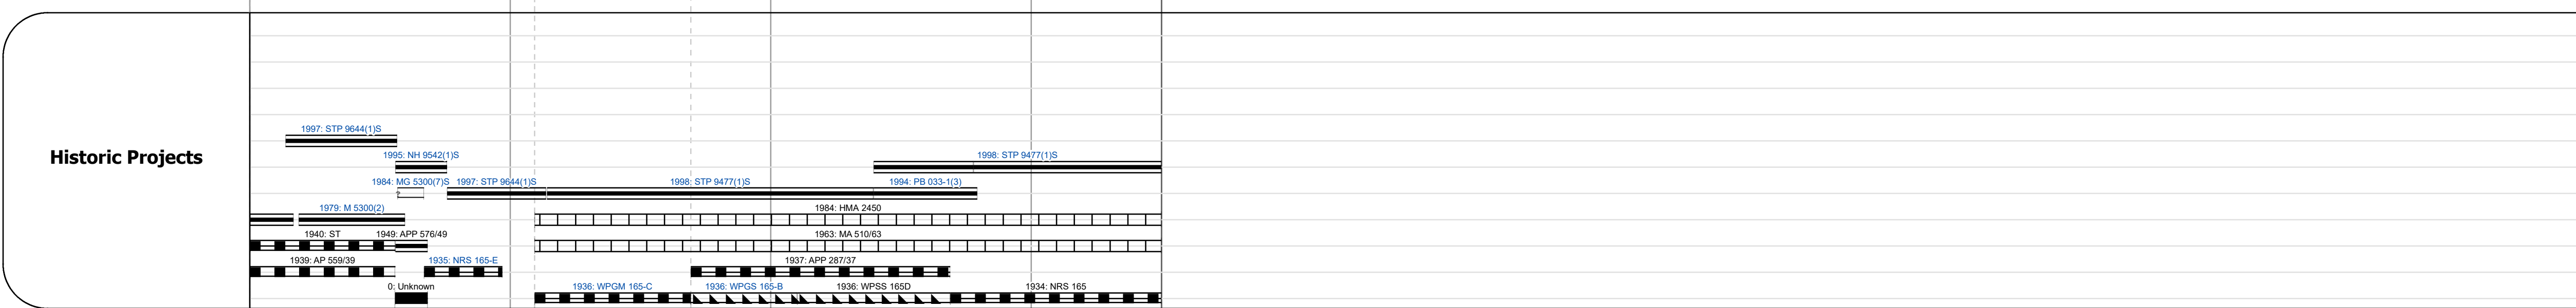 Historic Projects
1997: STP 9644(1)S
1995: NH 9542(1)S
1998: STP 9477(1)S
1984: MG 5300(7)S
1997: STP 9644(1)S
1998: STP 9477(1)S
1994: PB 033-1(3)
?
1979: M 5300(2)
1984: HMA 2450
1940: ST
1949: APP 576/49
1963: MA 510/63
1939: AP 559/39
1935: NRS 165-E
1937: APP 287/37
0: Unknown
1936: WPGM 165-C
1936: WPGS 165-B
1936: WPSS 165D
1934: NRS 165